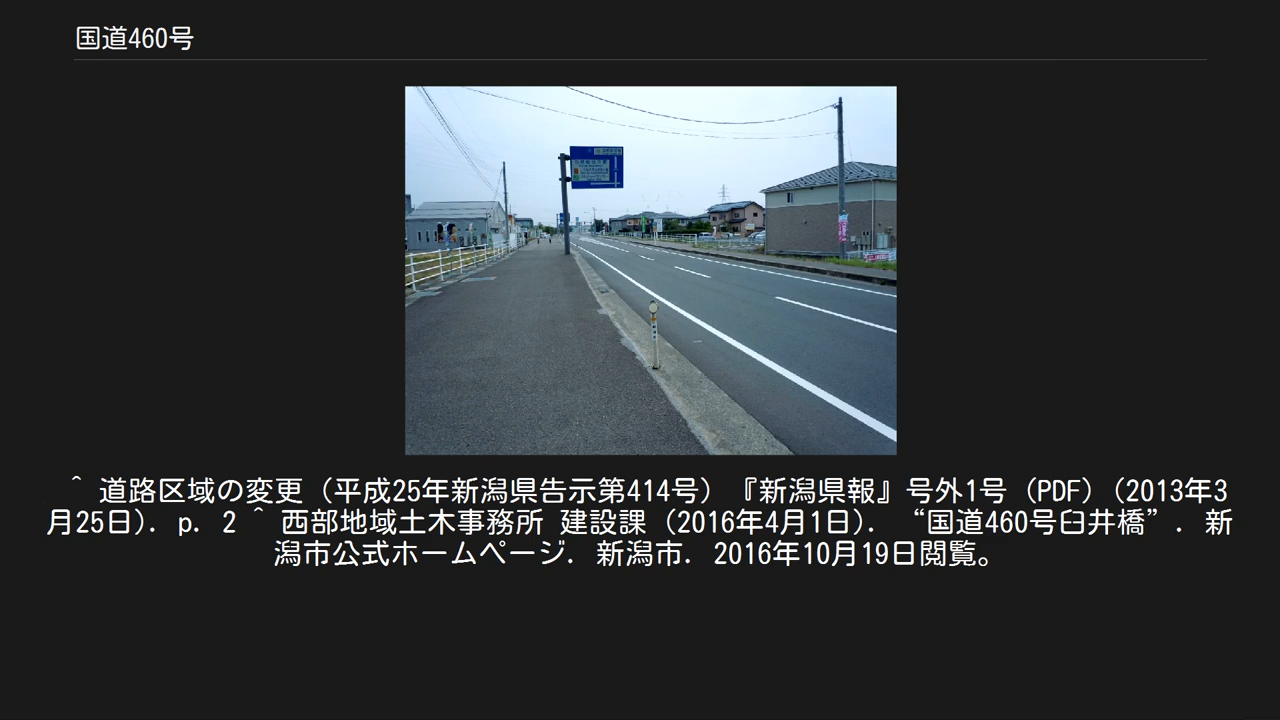 国道460号
^ 道路区域の変更（平成25年新潟県告示第414号）『新潟県報』号外1号（PDF）（2013年3
月25日）. p. 2 ^ 西部地域土木事務所 建設課（2016年4月1日）. “国道460号臼井橋”. 新
潟市公式ホームページ. 新潟市. 2016年10月19日閲覧。